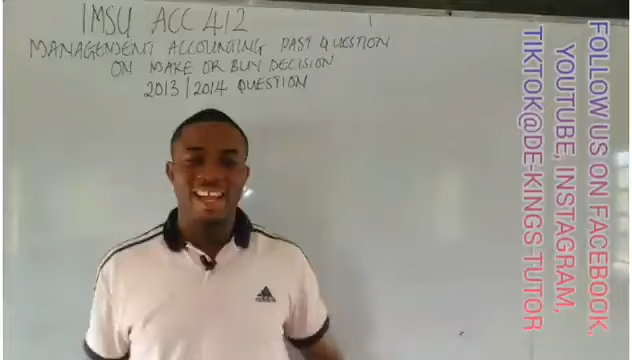 IMSU ACC 412
MANAGEMENT ACCOUNTING PAST QUESTION
ON MAKE OR BUY DECISION
2013/2014 QUESTION
FOLLOW US ON FACEBOOK,
YOUTUBE, INSTAGRAM,
TIKTOK@DE-KINGS-TUTOR